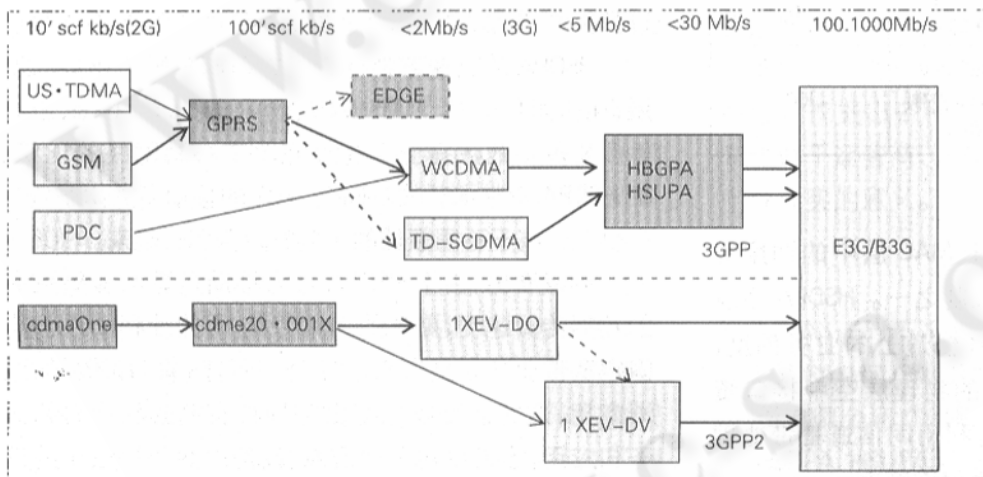 10' scf kb/s(2G) 100'scf kb/s <2Mb/s (3G) <5 Mb/s <30 Mb/s 100.1000Mb/s
US·TDMA
EDGE
GPRS
GSM
WCDMA
HBGPA
HSUPA
PDC
TD-SCDMA
3GPP
E3G/B3G
cdmaOne
cdme20·001X
1XEV-DO
1 XEV-DV
3GPP2